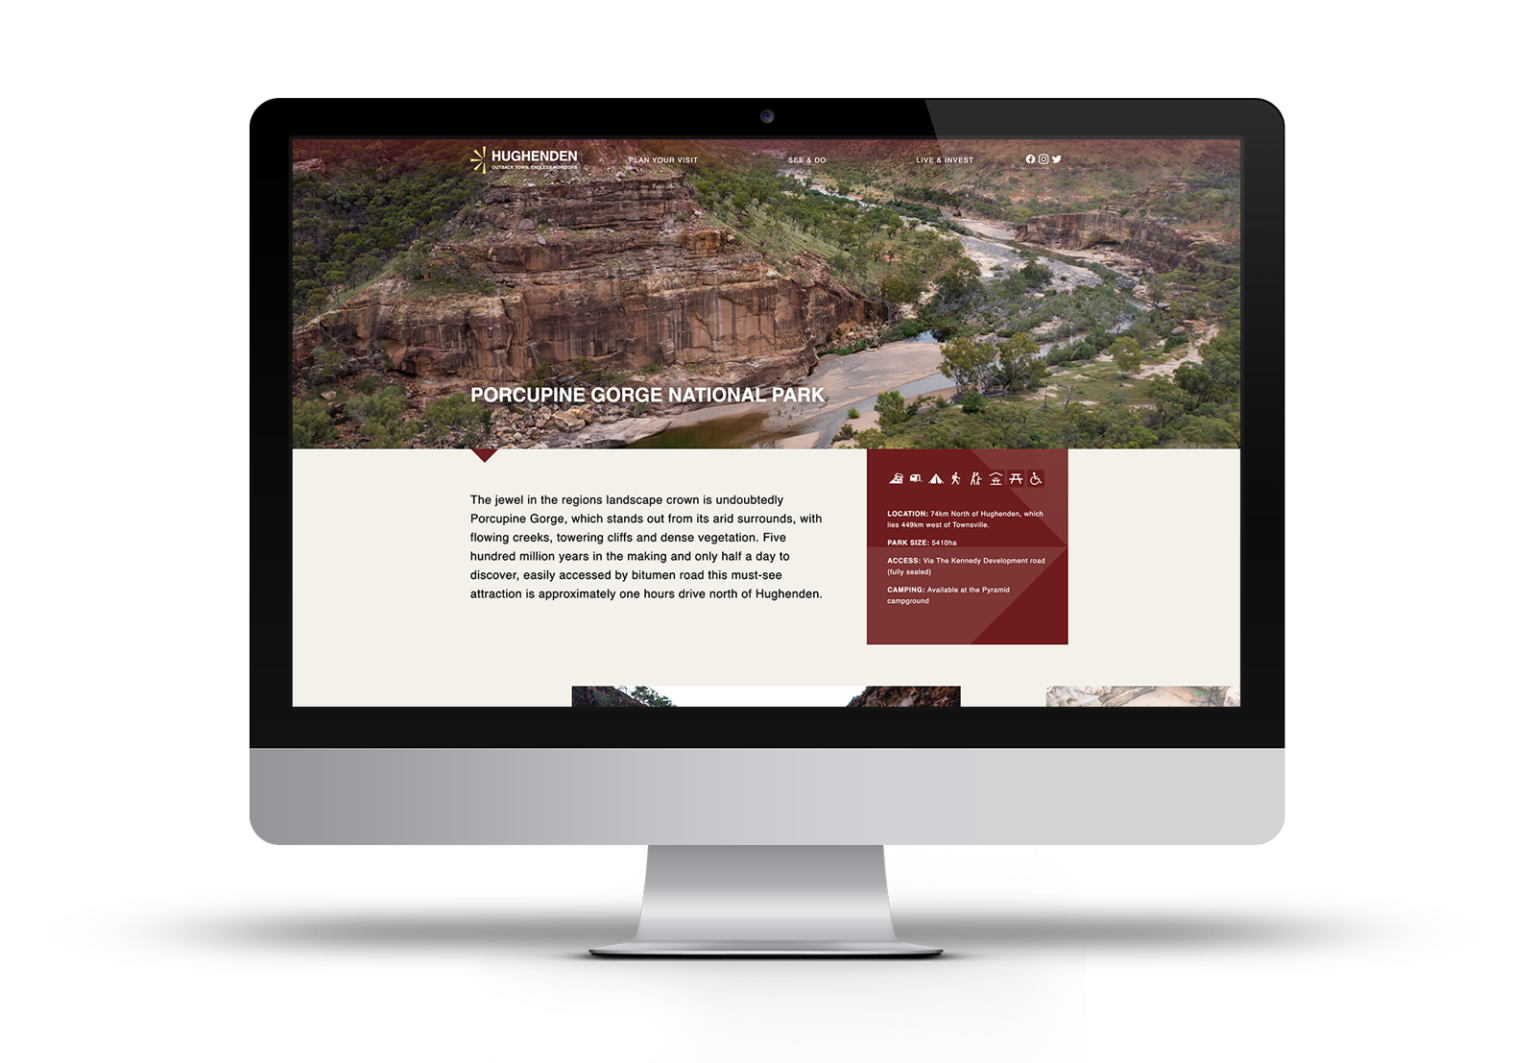 HUGHENDEN
OUTBACK TOWN, ENDLESS HORIZONS
PLAN YOUR VISIT
SEE & DO
LIVE & INVEST
PORCUPINE GORGE NATIONAL PARK
The jewel in the regions landscape crown is undoubtedly
Porcupine Gorge, which stands out from its arid surrounds, with
flowing creeks, towering cliffs and dense vegetation. Five
hundred million years in the making and only half a day to
discover, easily accessed by bitumen road this must-see
attraction is approximately one hours drive north of Hughenden.
LOCATION: 74km North of Hughenden, which
lies 449km west of Townsville.
PARK SIZE: 5410ha
ACCESS: Via The Kennedy Development road
(fully sealed)
CAMPING: Available at the Pyramid
campground